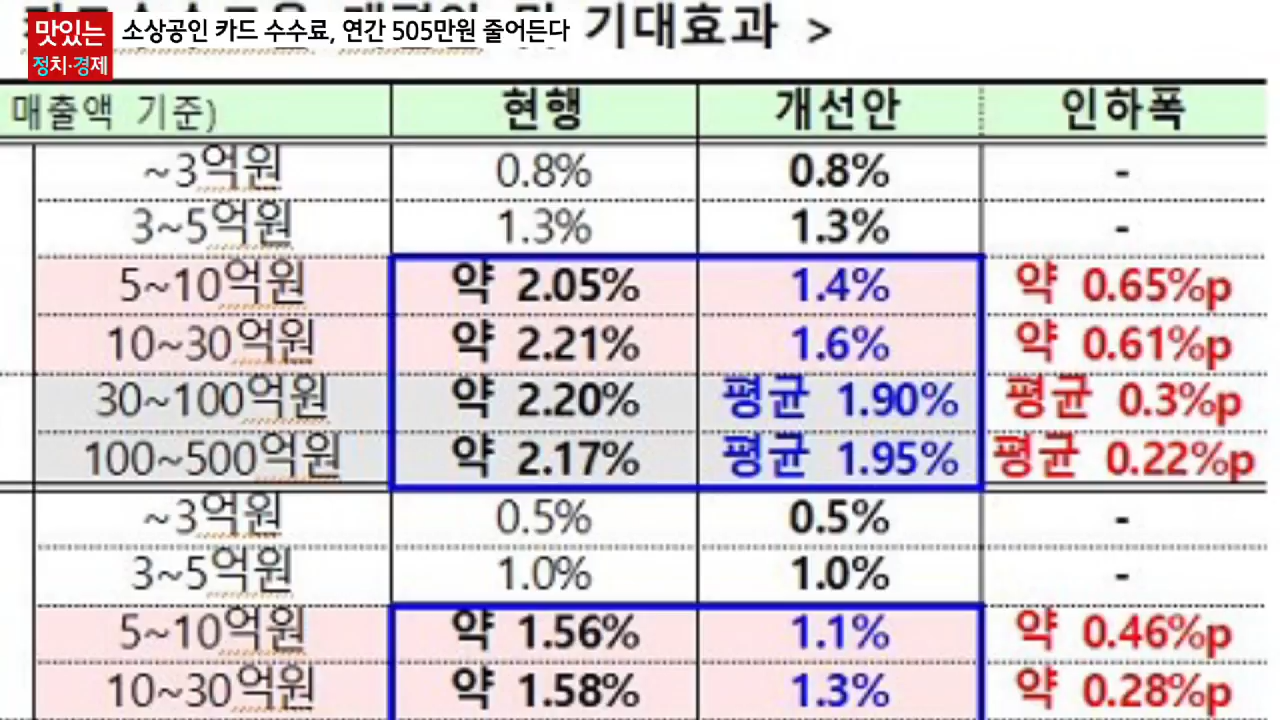 맛있는
정치·경제
소상공인 카드 수수료, 연간 505만원 줄어든다
기대효과 >
매출액 기준) 현행 개선안 인하폭
~3억원 0.8% 0.8% -
3~5억원 1.3% 1.3% -
5~10억원 약 2.05% 1.4% 약 0.65%p
10~30억원 약 2.21% 1.6% 약 0.61%p
30~100억원 약 2.20% 평균 1.90% 평균 0.3%p
100~500억원 약 2.17% 평균 1.95% 평균 0.22%p
~3억원 0.5% 0.5% -
3~5억원 1.0% 1.0% -
5~10억원 약 1.56% 1.1% 약 0.46%p
10~30억원 약 1.58% 1.3% 약 0.28%p